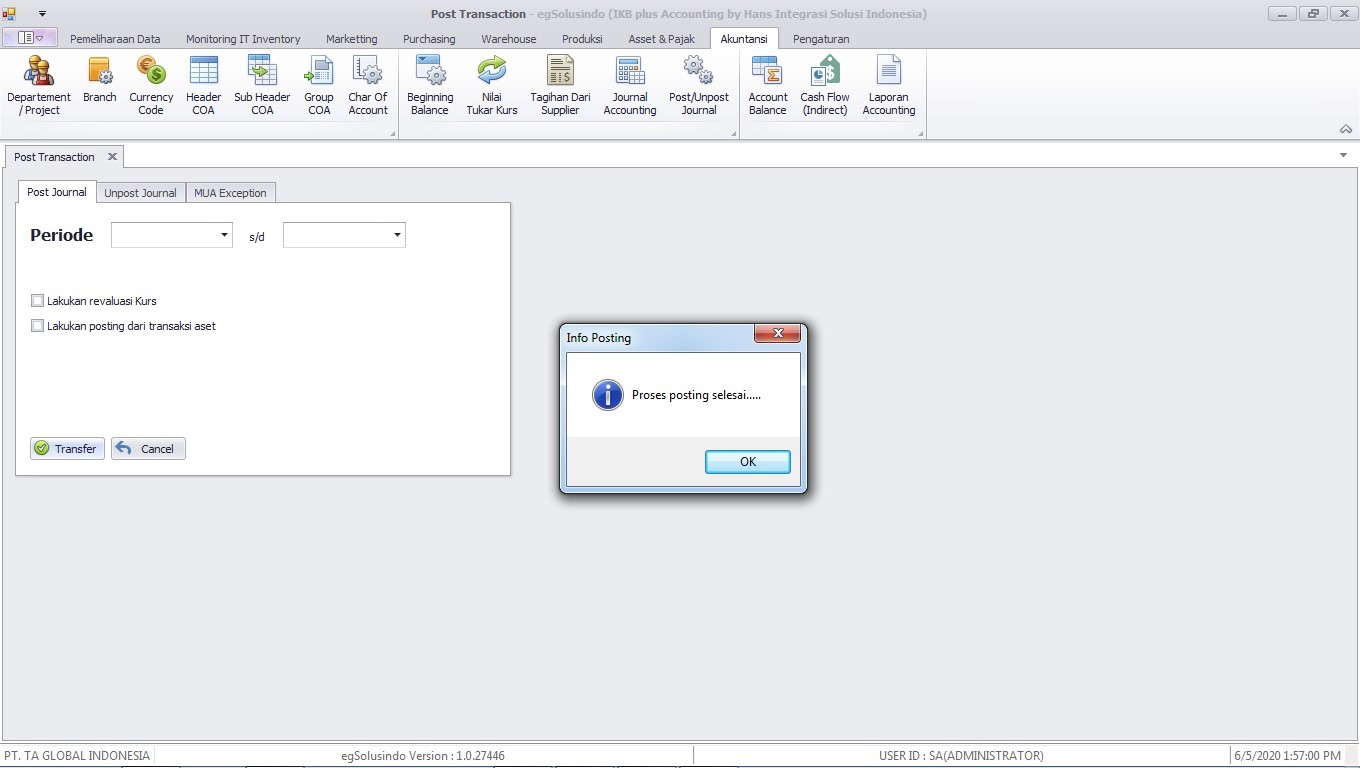 Post Transaction - egSolusindo (IKB plus Accounting by Hans Integrasi Solusi Indonesia)
Pemeliharaan Data Monitoring IT Inventory Marketting Purchasing Warehouse Produksi Asset & Pajak Akuntansi Pengaturan
Departement Branch Currency Header Sub Header Group Char Of Beginning Nilai Tagihan Dari Journal Post/Unpost Account Cash Flow Laporan
/ Project Code COA COA COA Account Balance Tukar Kurs Supplier Accounting Journal Balance (Indirect) Accounting
Post Transaction
Post Journal Unpost Journal MUA Exception
Periode s/d
Lakukan revaluasi Kurs
Lakukan posting dari transaksi aset
Info Posting
Proses posting selesai.....
Transfer Cancel
OK
PT. TA GLOBAL INDONESIA egSolusindo Version : 1.0.27446 USER ID : SA(ADMINISTRATOR) 6/5/2020 1:57:00 PM